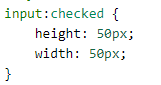 input:checked {
    height: 50px;
    width: 50px;
}